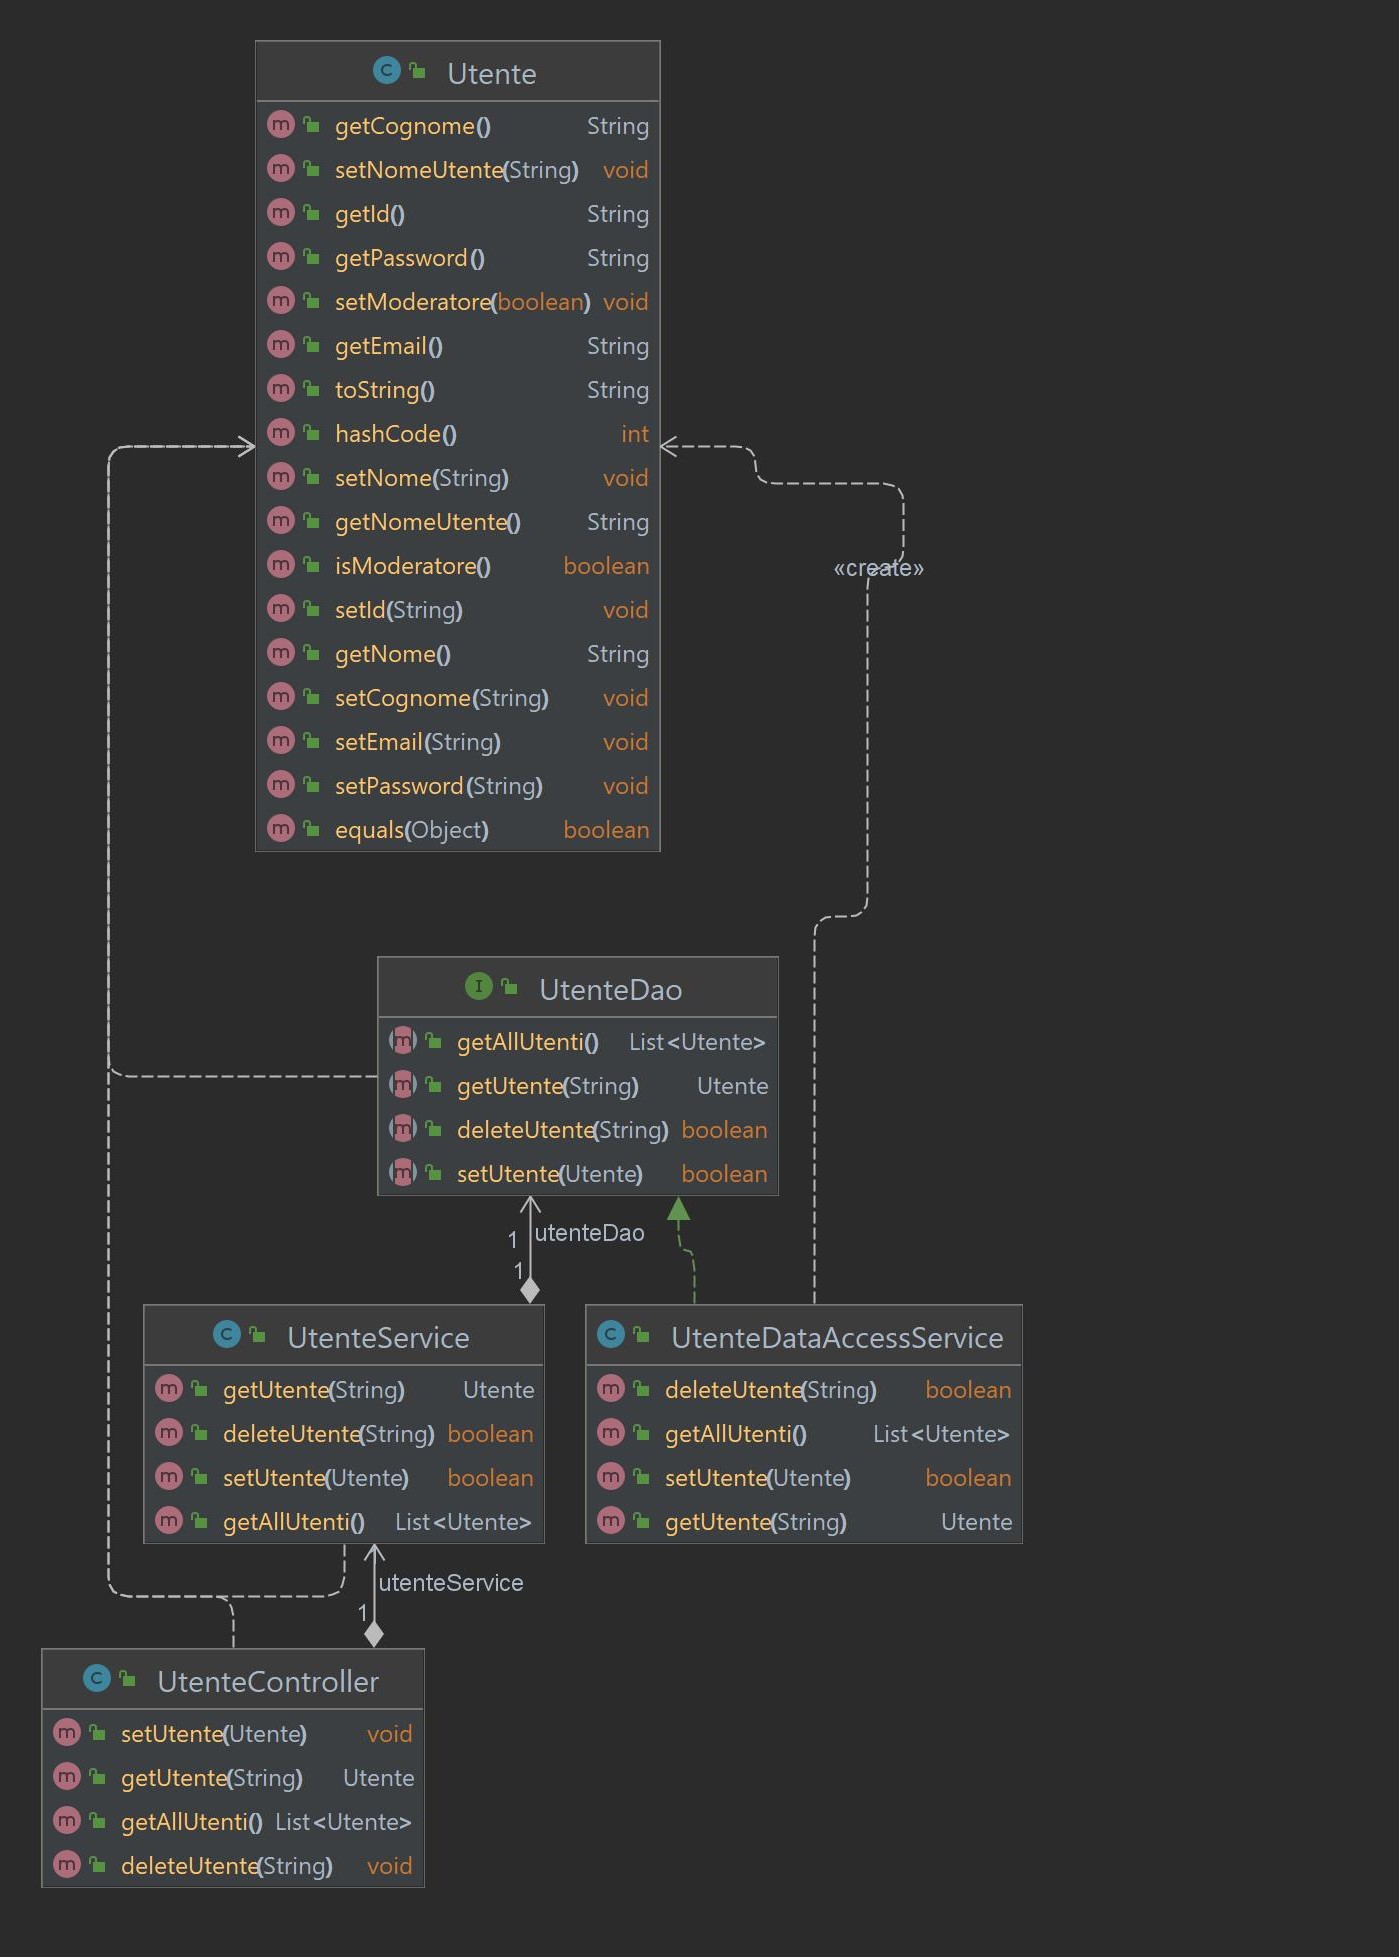 Utente
getCognome() String
setNomeUtente(String) void
getId() String
getPassword() String
setModeratore(boolean) void
getEmail() String
toString() String
hashCode() int
setNome(String) void
getNomeUtente() String
isModeratore() boolean
setId(String) void
getNome() String
setCognome(String) void
setEmail(String) void
setPassword(String) void
equals(Object) boolean
«create»
UtenteDao
getAllUtenti() List<Utente>
getUtente(String) Utente
deleteUtente(String) boolean
setUtente(Utente) boolean
1 utenteDao
1
UtenteService
getUtente(String) Utente
deleteUtente(String) boolean
setUtente(Utente) boolean
getAllUtenti() List<Utente>
UtenteDataAccessService
deleteUtente(String) boolean
getAllUtenti() List<Utente>
setUtente(Utente) boolean
getUtente(String) Utente
utenteService
1
UtenteController
setUtente(Utente) void
getUtente(String) Utente
getAllUtenti() List<Utente>
deleteUtente(String) void